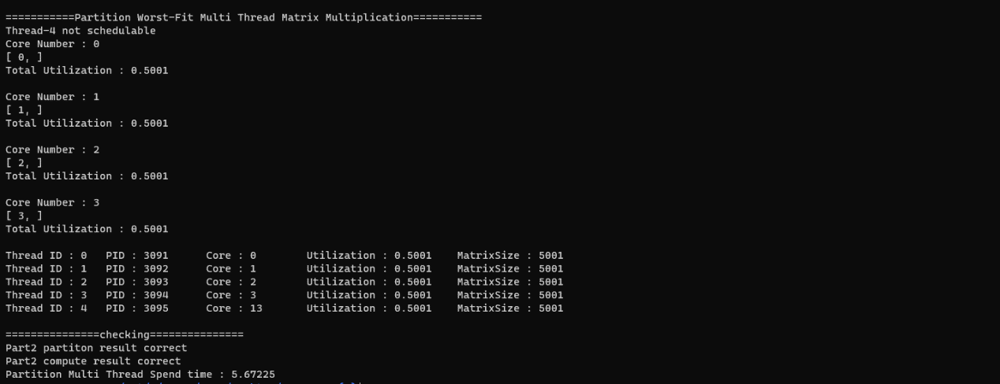 ===========Partition Worst-Fit Multi Thread Matrix Multiplication===========
Thread-4 not schedulable
Core Number : 0
[ 0, ]
Total Utilization : 0.5001
Core Number : 1
[ 1, ]
Total Utilization : 0.5001
Core Number : 2
[ 2, ]
Total Utilization : 0.5001
Core Number : 3
[ 3, ]
Total Utilization : 0.5001
Thread ID : 0   PID : 3091      Core : 0        Utilization : 0.5001    MatrixSize : 5001
Thread ID : 1   PID : 3092      Core : 1        Utilization : 0.5001    MatrixSize : 5001
Thread ID : 2   PID : 3093      Core : 2        Utilization : 0.5001    MatrixSize : 5001
Thread ID : 3   PID : 3094      Core : 3        Utilization : 0.5001    MatrixSize : 5001
Thread ID : 4   PID : 3095      Core : 13       Utilization : 0.5001    MatrixSize : 5001
===============checking===============
Part2 partiton result correct
Part2 compute result correct
Partition Multi Thread Spend time : 5.67225